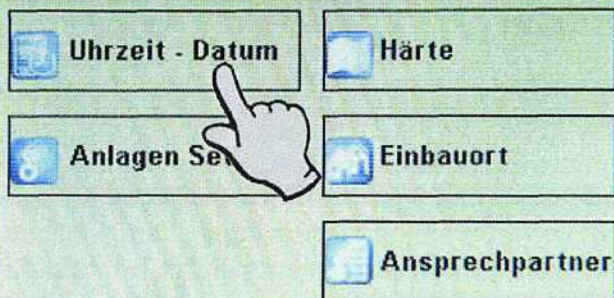 Uhrzeit - Datum
Härte
Anlagen Se
Einbauort
Ansprechpartner